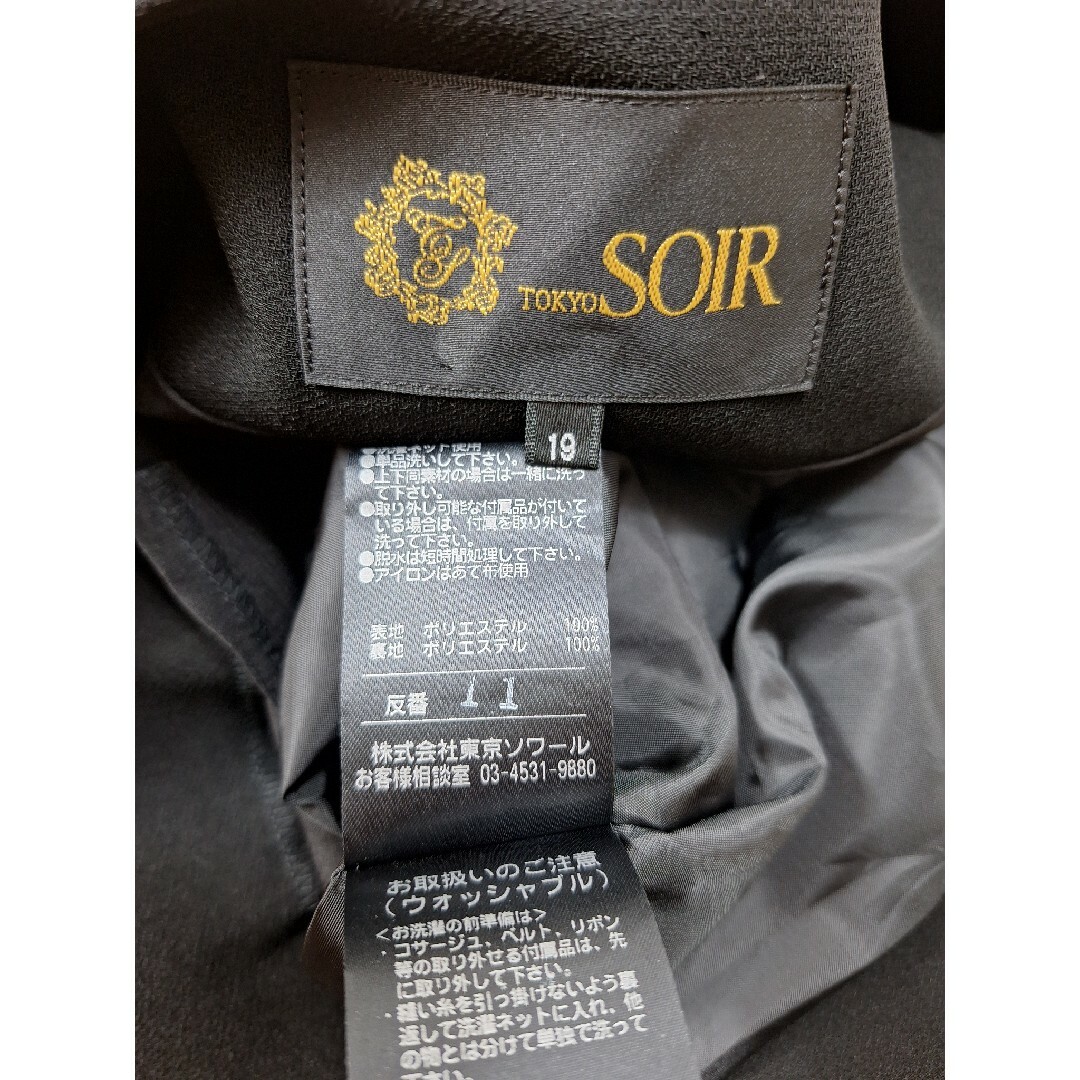 TOKYO SOIR
19
●洗濯ネット使用
●単品洗いして下さい。
●上下同素材の場合は一緒に洗っ
て下さい。
●取り外し可能な付属品が付いて
いる場合は、付属を取り外して
洗って下さい。
●脱水は短時間処理して下さい。
●アイロンはあて布使用
表地 ポリエステル 100%
裏地 ポリエステル 100%
反番 11
株式会社東京ソワール
お客様相談室 03-4531-9880
お取扱いのご注意
(ウォッシャブル)
<お洗濯の前準備は>
・コサージュ、ベルト、リボン
等の取り外せる付属品は、先
に取り外して下さい。
・縫い糸を引っ掛けないよう裏
返して洗濯ネットに入れ、他
の物とは分けて単独で洗って
下さい。